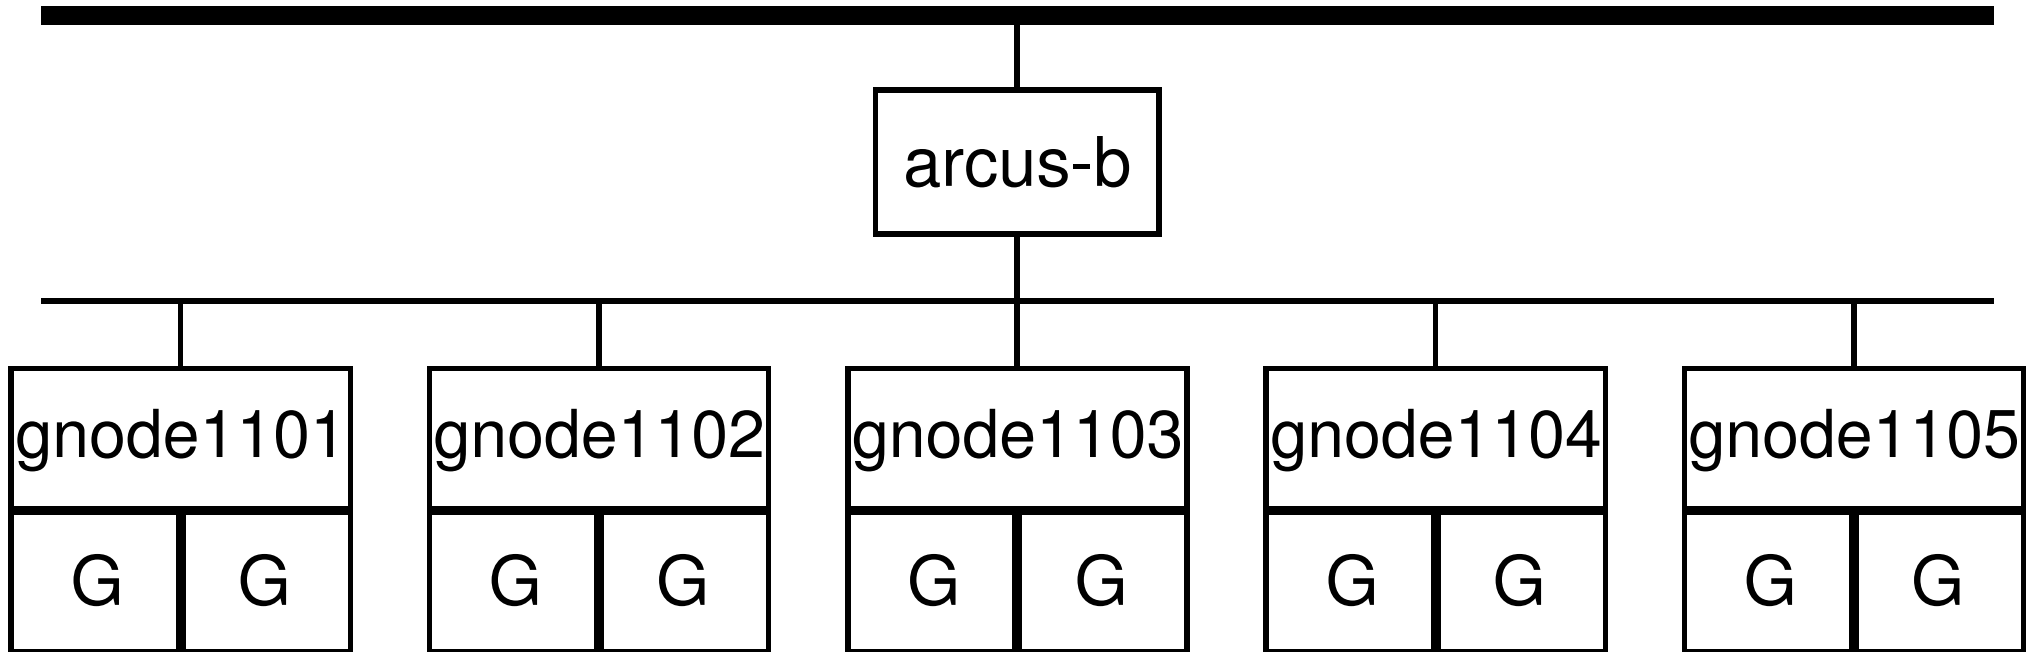 arcus-b
gnode1101 gnode1102 gnode1103 gnode1104 gnode1105
G G G G G G G G G G